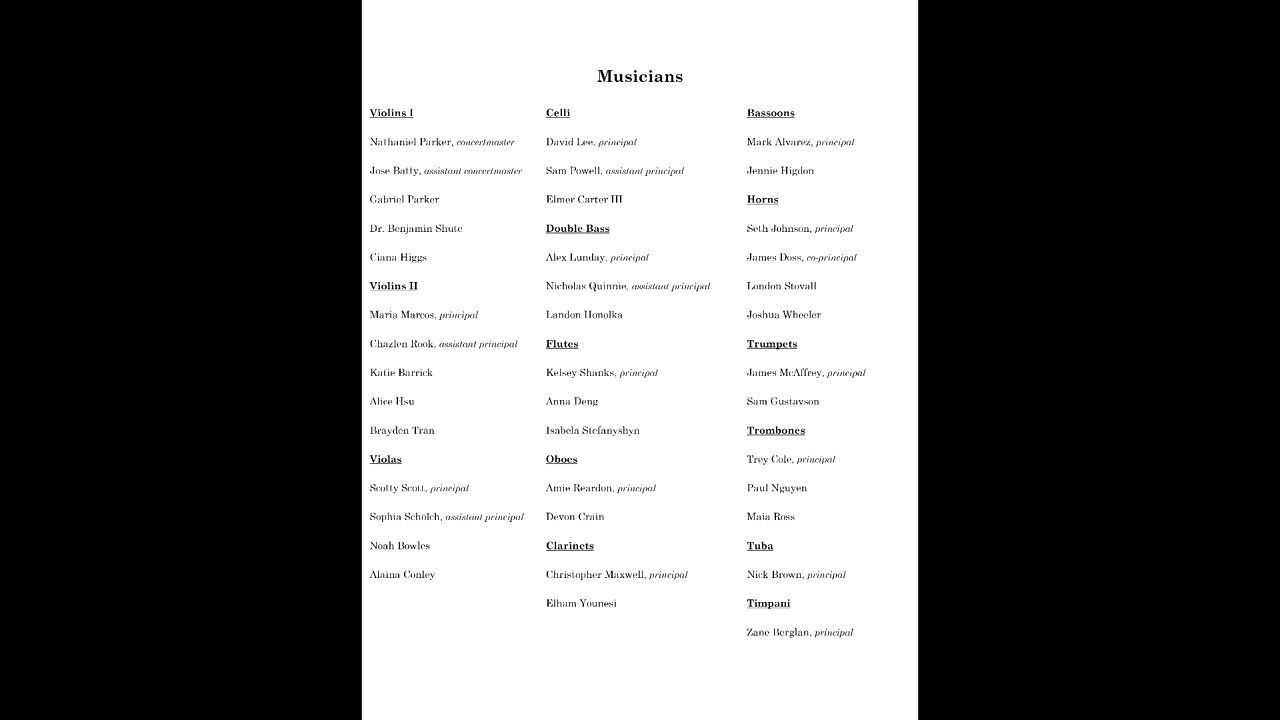 Musicians
Violins I
Nathaniel Parker, concertmaster
Jose Batty, assistant concertmaster
Gabriel Parker
Dr. Benjamin Shute
Ciana Higgs
Violins II
Maria Marcos, principal
Chazlen Rook, assistant principal
Katie Barrick
Alice Hsu
Brayden Tran
Violas
Scotty Scott, principal
Sophia Schölch, assistant principal
Noah Bowles
Alaina Conley
Celli
David Lee, principal
Sam Powell, assistant principal
Elmer Carter III
Double Bass
Alex Lunday, principal
Nicholas Quinnie, assistant principal
Landon Honolka
Flutes
Kelsey Shanks, principal
Anna Deng
Isabela Stefanyshyn
Oboes
Amie Reardon, principal
Devon Crain
Clarinets
Christopher Maxwell, principal
Elham Younesi
Bassoons
Mark Alvarez, principal
Jennie Higdon
Horns
Seth Johnson, principal
James Doss, co-principal
London Stovall
Joshua Wheeler
Trumpets
James McAffrey, principal
Sam Gustavson
Trombones
Trey Cole, principal
Paul Nguyen
Maia Ross
Tuba
Nick Brown, principal
Timpani
Zane Berglan, principal